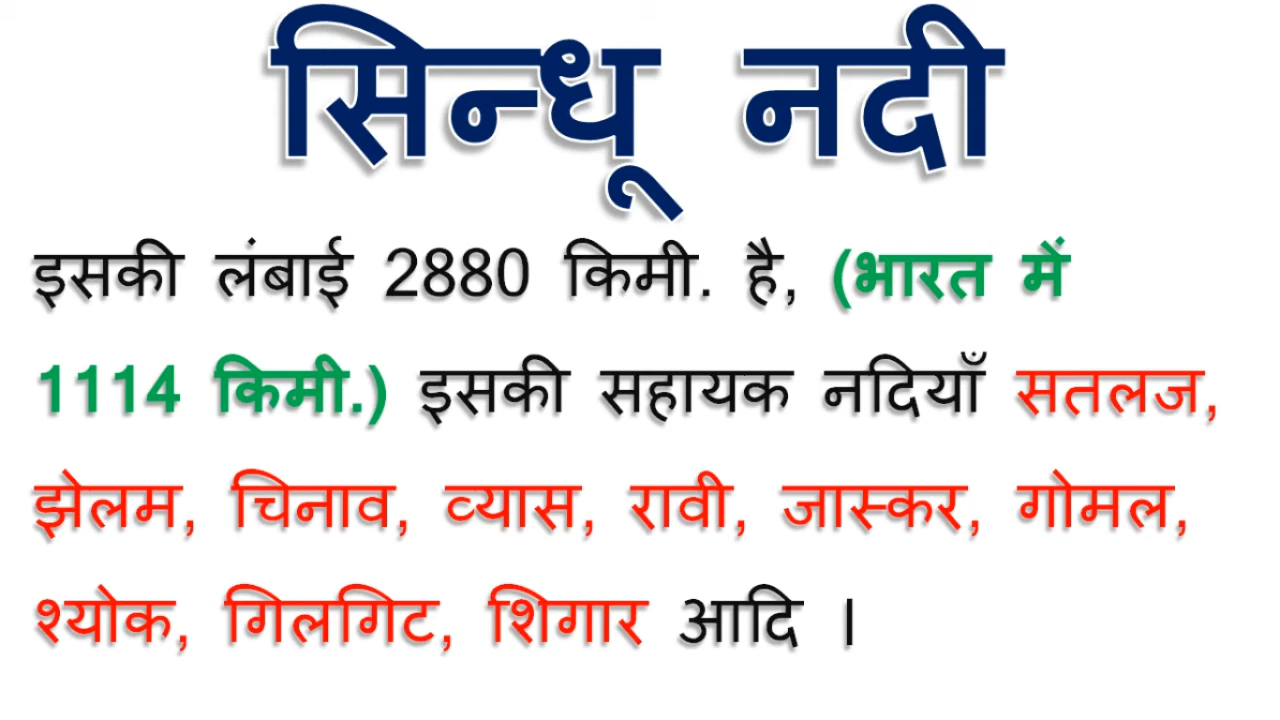 सिन्धू नदी
इसकी लंबाई 2880 किमी. है, (भारत में
1114 किमी.) इसकी सहायक नदियाँ सतलज,
झेलम, चिनाव, व्यास, रावी, जास्कर, गोमल,
श्योक, गिलगिट, शिगार आदि ।